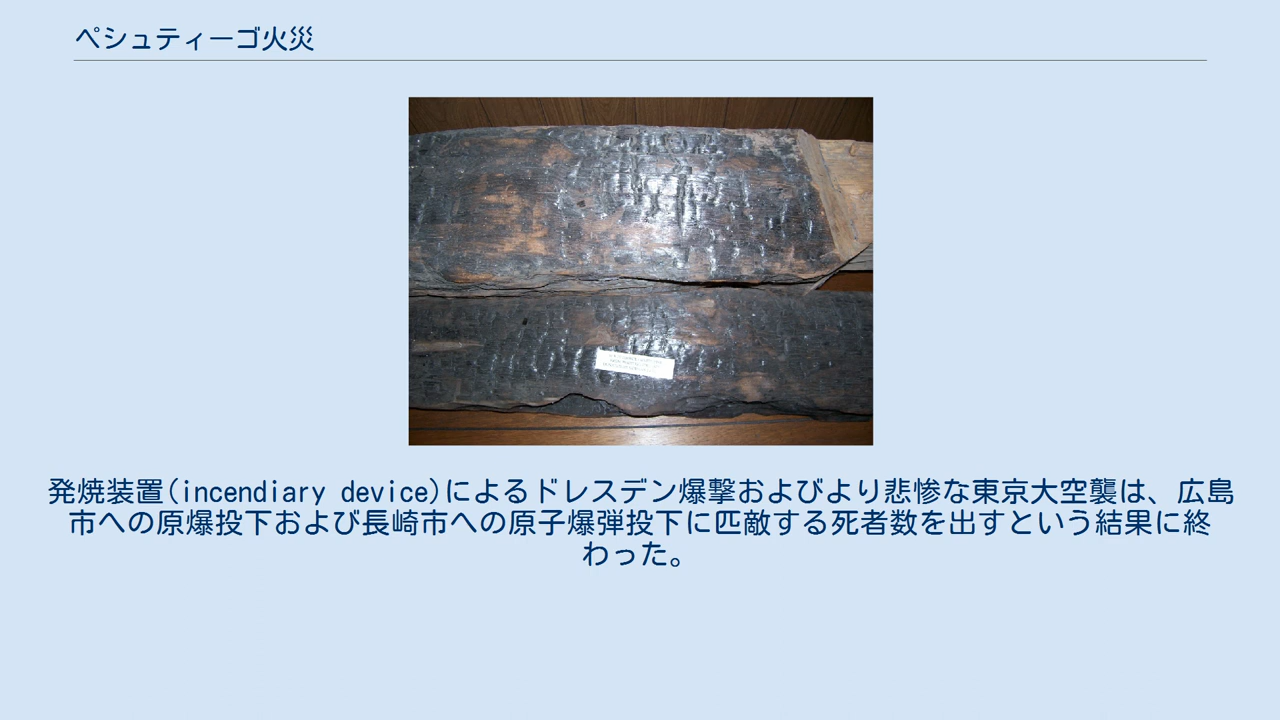 ペシュティーゴ火災
発焼装置(incendiary device)によるドレスデン爆撃およびより悲惨な東京大空襲は、広島
市への原爆投下および長崎市への原子爆弾投下に匹敵する死者数を出すという結果に終
わった。